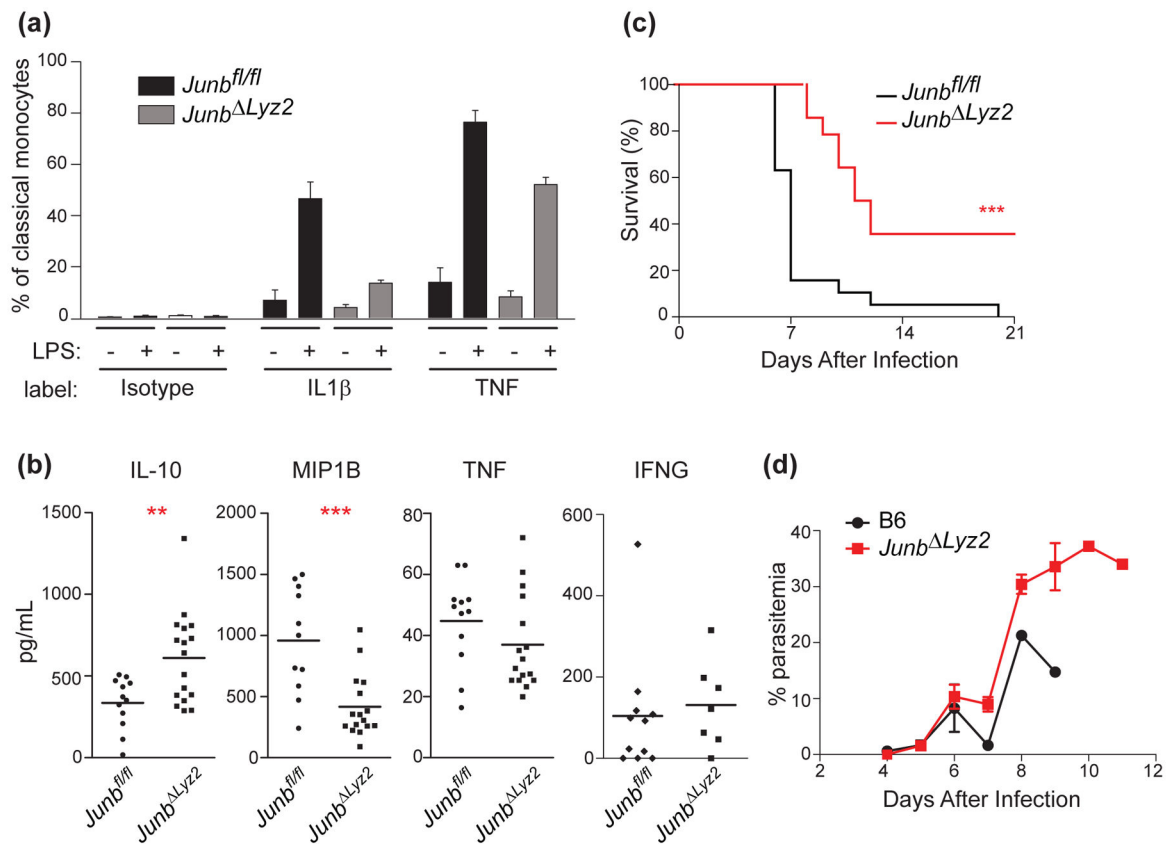 (a)
% of classical monocytes
100
80
60
40
20
0
Junbfl/fl
JunbΔLyz2
LPS: - + - + - + - + - + - +
label: Isotype IL1β TNF
(c)
Survival (%)
100
80
60
40
20
0
Junbfl/fl
JunbΔLyz2
***
0 7 14 21
Days After Infection
(b)
pg/mL
IL-10
**
1500
1000
500
0
Junbfl/fl JunbΔLyz2
MIP1B
***
2000
1500
1000
500
0
Junbfl/fl JunbΔLyz2
TNF
80
60
40
20
0
Junbfl/fl JunbΔLyz2
IFNG
600
400
200
0
Junbfl/fl JunbΔLyz2
(d)
B6
JunbΔLyz2
% parasitemia
40
30
20
10
0
2 4 6 8 10 12
Days After Infection